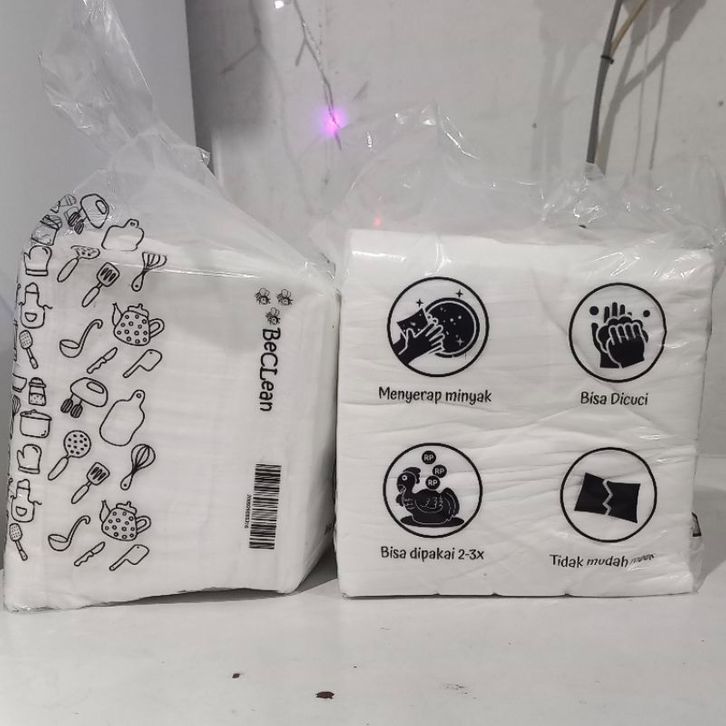 BeCLean
Menyerap minyak
Bisa Dicuci
RP
RP
RP
Bisa dipakai 2-3x
Tidak mudah